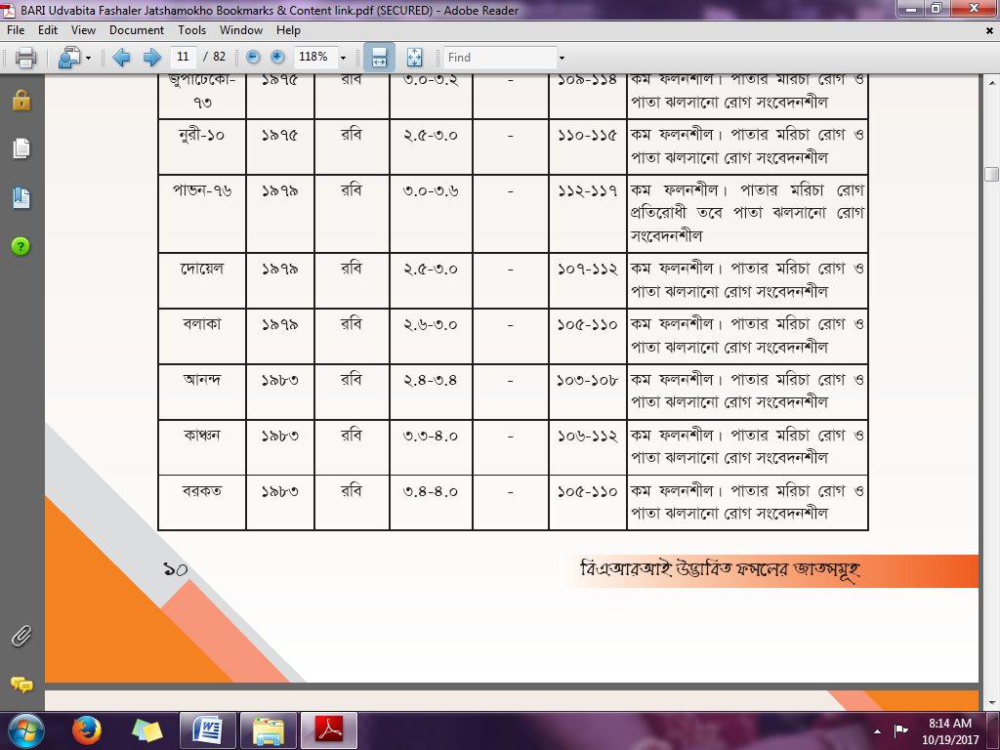 BARI Udvabita Fashaler Jatshamokho Bookmarks & Content link.pdf (SECURED) - Adobe Reader
File Edit View Document Tools Window Help
11 / 82 118% Find
জুপাটেকো- ১৯৭৫ রবি ৩.০-৩.২ - ১০৯-১১৪ কম ফলনশীল। পাতার মরিচা রোগ ও
৭৩ পাতা ঝলসানো রোগ সংবেদনশীল
নুরী-১০ ১৯৭৫ রবি ২.৫-৩.০ - ১১০-১১৫ কম ফলনশীল। পাতার মরিচা রোগ ও
পাতা ঝলসানো রোগ সংবেদনশীল
পাভন-৭৬ ১৯৭৯ রবি ৩.০-৩.৬ - ১১২-১১৭ কম ফলনশীল। পাতার মরিচা রোগ
প্রতিরোধী তবে পাতা ঝলসানো রোগ
সংবেদনশীল
দোয়েল ১৯৭৯ রবি ২.৫-৩.০ - ১০৭-১১২ কম ফলনশীল। পাতার মরিচা রোগ ও
পাতা ঝলসানো রোগ সংবেদনশীল
বলাকা ১৯৭৯ রবি ২.৬-৩.০ - ১০৫-১১০ কম ফলনশীল। পাতার মরিচা রোগ ও
পাতা ঝলসানো রোগ সংবেদনশীল
আনন্দ ১৯৮৩ রবি ২.৪-৩.৪ - ১০৩-১০৮ কম ফলনশীল। পাতার মরিচা রোগ ও
পাতা ঝলসানো রোগ সংবেদনশীল
কাঞ্চন ১৯৮৩ রবি ৩.৩-৪.০ - ১০৬-১১২ কম ফলনশীল। পাতার মরিচা রোগ ও
পাতা ঝলসানো রোগ সংবেদনশীল
বরকত ১৯৮৩ রবি ৩.৪-৪.০ - ১০৫-১১০ কম ফলনশীল। পাতার মরিচা রোগ ও
পাতা ঝলসানো রোগ সংবেদনশীল
১০ বিএআরআই উদ্ভাবিত ফসলের জাতসমূহ
8:14 AM
10/19/2017